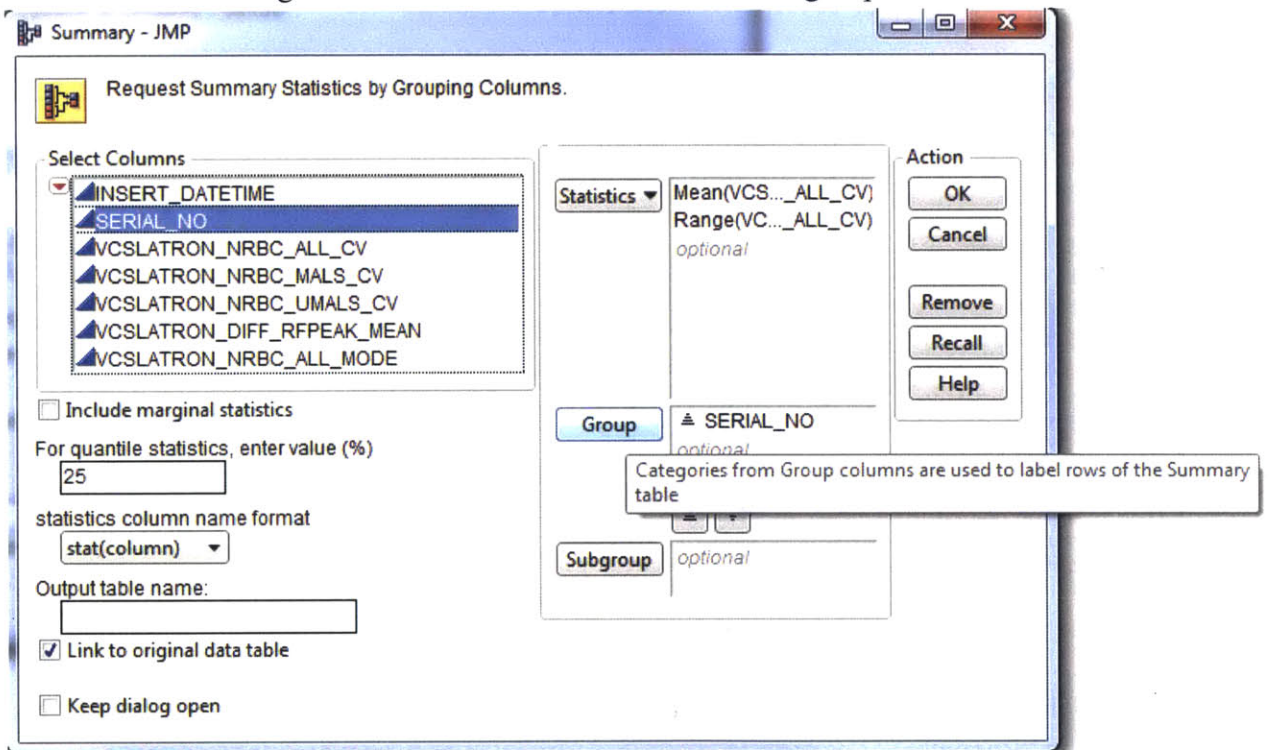 Summary - JMP
Request Summary Statistics by Grouping Columns.
Select Columns
INSERT_DATETIME
SERIAL_NO
VCSLATRON_NRBC_ALL_CV
VCSLATRON_NRBC_MALS_CV
VCSLATRON_NRBC_UMALS_CV
VCSLATRON_DIFF_RFPEAK_MEAN
VCSLATRON_NRBC_ALL_MODE
Include marginal statistics
For quantile statistics, enter value (%)
25
statistics column name format
stat(column)
Output table name:
Link to original data table
Keep dialog open
Statistics
Mean(VCS..._ALL_CV)
Range(VC..._ALL_CV)
optional
Group
SERIAL_NO
optional
Categories from Group columns are used to label rows of the Summary
table
Subgroup
optional
Action
OK
Cancel
Remove
Recall
Help